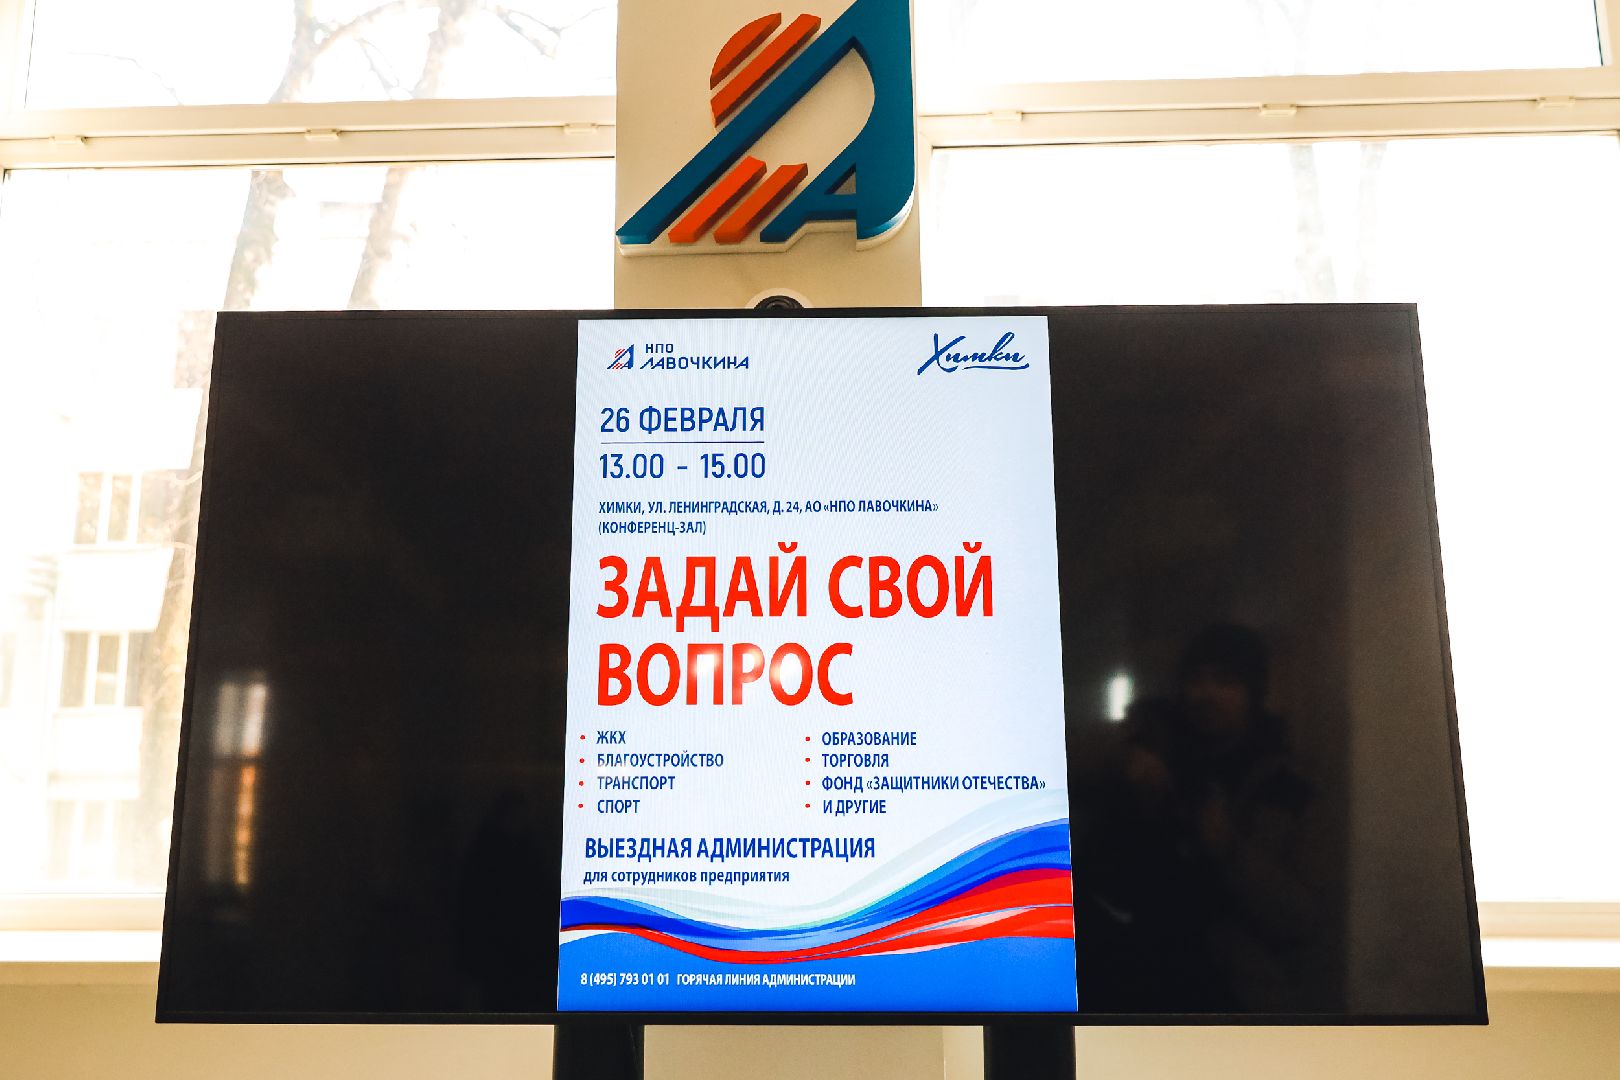 НПО
ЛАВОЧКИНА
Химки
26 ФЕВРАЛЯ
13.00 - 15.00
ХИМКИ, УЛ. ЛЕНИНГРАДСКАЯ, Д. 24, АО «НПО ЛАВОЧКИНА»
(КОНФЕРЕНЦ-ЗАЛ)
ЗАДАЙ СВОЙ
ВОПРОС
• ЖКХ
• БЛАГОУСТРОЙСТВО
• ТРАНСПОРТ
• СПОРТ
• ОБРАЗОВАНИЕ
• ТОРГОВЛЯ
• ФОНД «ЗАЩИТНИКИ ОТЕЧЕСТВА»
• И ДРУГИЕ
ВЫЕЗДНАЯ АДМИНИСТРАЦИЯ
для сотрудников предприятия
8 (495) 793 01 01 ГОРЯЧАЯ ЛИНИЯ АДМИНИСТРАЦИИ